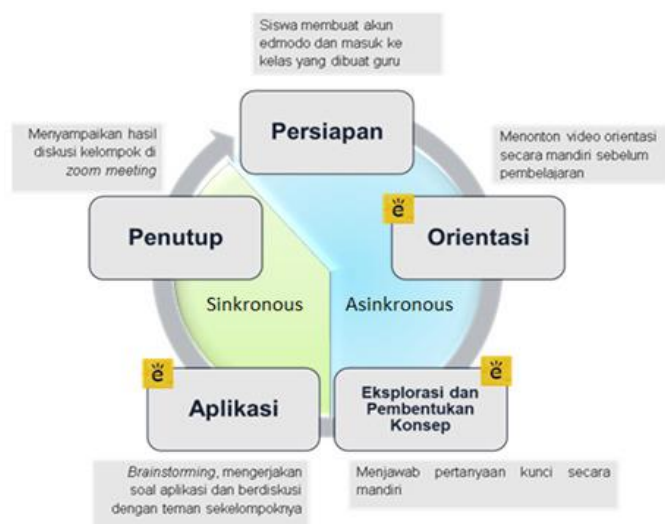 Siswa membuat akun
edmodo dan masuk ke
kelas yang dibuat guru
Persiapan
Menyampaikan hasil
diskusi kelompok di
zoom meeting
Menonton video orientasi
secara mandiri sebelum
pembelajaran
Penutup
Orientasi
Sinkronous
Asinkronous
Aplikasi
Eksplorasi dan
Pembentukan
Konsep
Brainstorming, mengerjakan
soal aplikasi dan berdiskusi
dengan teman sekelompoknya
Menjawab pertanyaan kunci secara
mandiri